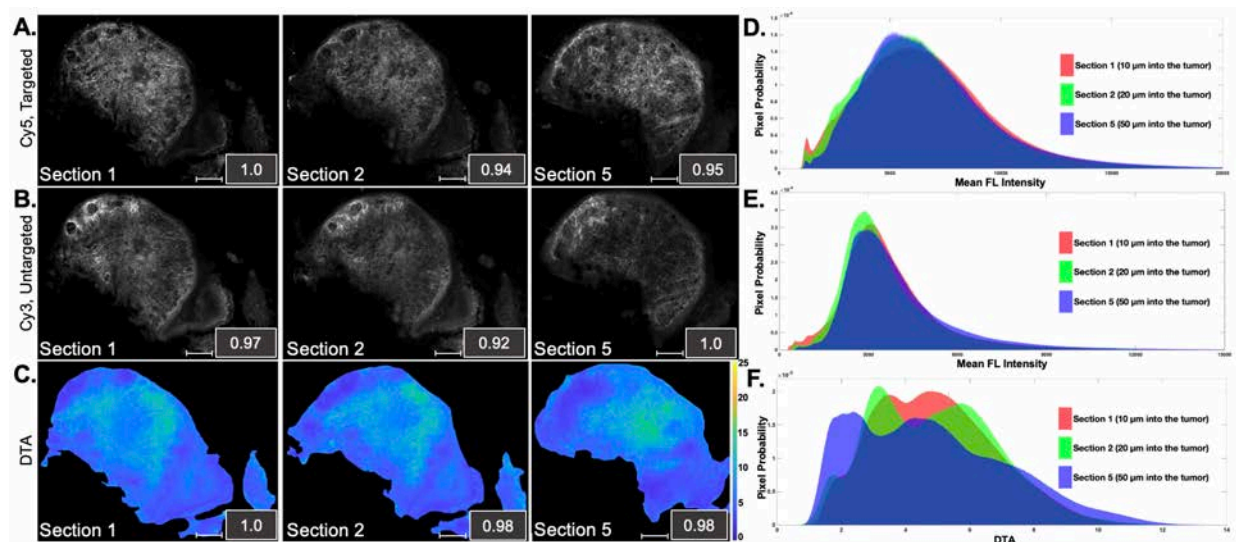 A.
Cy5, Targeted
Section 1
1.0
Section 2
0.94
Section 5
0.95
B.
Cy3, Untargeted
Section 1
0.97
Section 2
0.92
Section 5
1.0
C.
DTA
Section 1
1.0
Section 2
0.98
Section 5
0.98
25
20
15
10
5
0
D.
Pixel Probability
Section 1 (10 µm into the tumor)
Section 2 (20 µm into the tumor)
Section 5 (50 µm into the tumor)
5000
10000
15000
20000
Mean FL Intensity
E.
Pixel Probability
Section 1 (10 µm into the tumor)
Section 2 (20 µm into the tumor)
Section 5 (50 µm into the tumor)
Mean FL Intensity
F.
Pixel Probability
Section 1 (10 µm into the tumor)
Section 2 (20 µm into the tumor)
Section 5 (50 µm into the tumor)
2
4
6
8
10
12
14
DTA